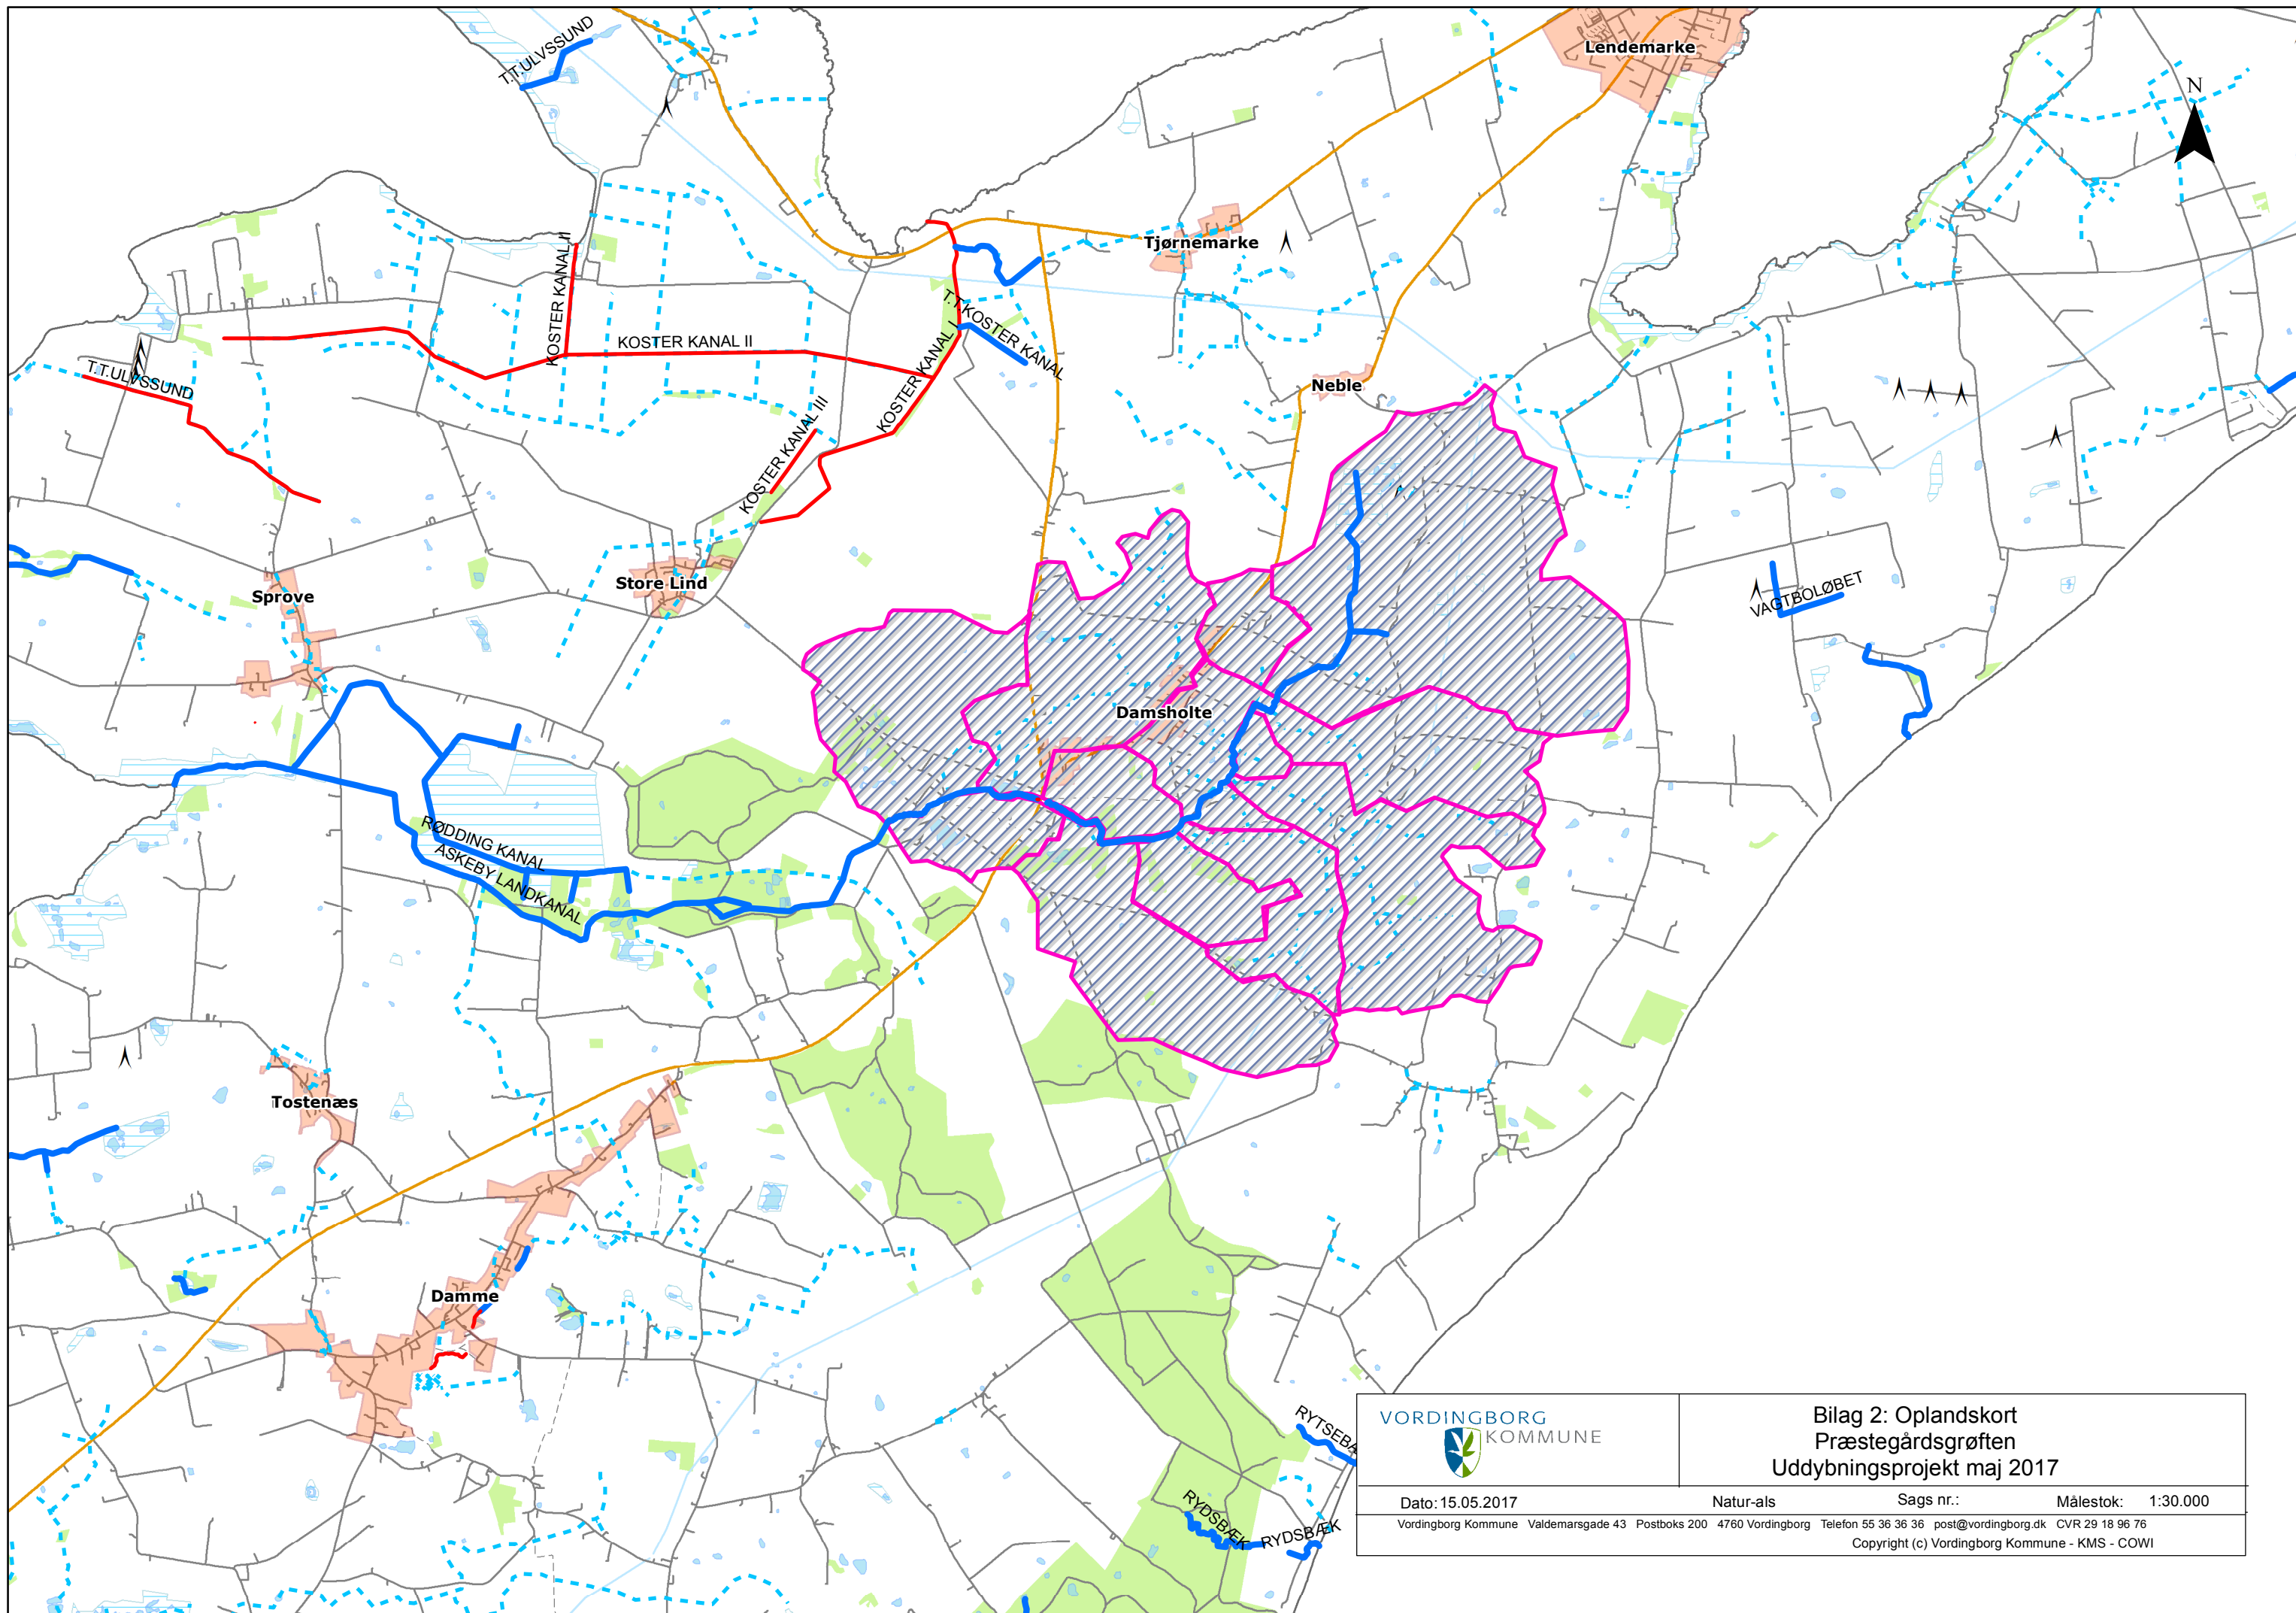 T.T.ULVSSUND
Lendemarke
N
Tjørnemarke
KOSTER KANAL II
KOSTER KANAL II
T.T KOSTER KANAL
KOSTER KANAL I
T.T.ULVSSUND
Neble
KOSTER KANAL III
Store Lind
Sprove
VAGTBOLØBET
Damsholte
RØDDING KANAL
ASKEBY LANDKANAL
Tostenæs
Damme
RYTSEBÆ
RYDSBÆK
RYDSBÆK
VORDINGBORG
KOMMUNE
Bilag 2: Oplandskort
Præstegårdsgrøften
Uddybningsprojekt maj 2017
Dato: 15.05.2017 Natur-als Sags nr.: Målestok: 1:30.000
Vordingborg Kommune Valdemarsgade 43 Postboks 200 4760 Vordingborg Telefon 55 36 36 36 post@vordingborg.dk CVR 29 18 96 76
Copyright (c) Vordingborg Kommune - KMS - COWI